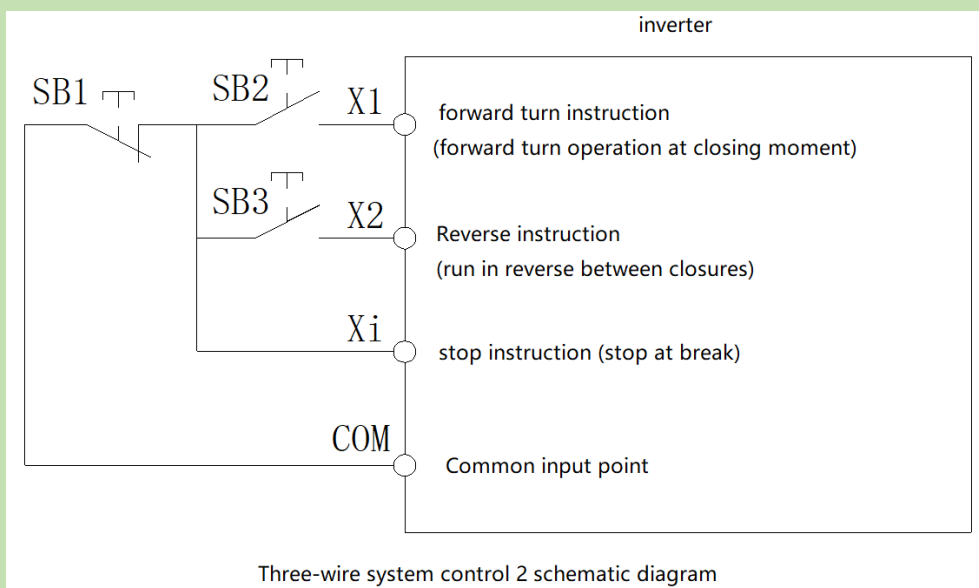 inverter
SB1
SB2
X1
forward turn instruction
(forward turn operation at closing moment)
SB3
X2
Reverse instruction
(run in reverse between closures)
Xi
stop instruction (stop at break)
COM
Common input point
Three-wire system control 2 schematic diagram